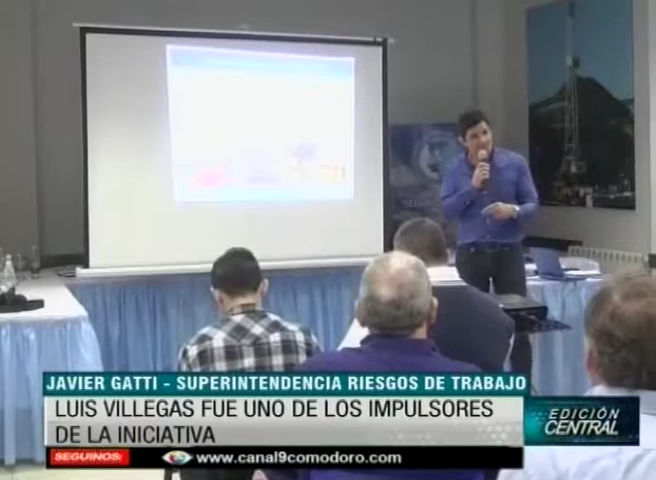 JAVIER GATTI - SUPERINTENDENCIA RIESGOS DE TRABAJO
LUIS VILLEGAS FUE UNO DE LOS IMPULSORES
DE LA INICIATIVA
EDICIÓN
CENTRAL
SEGUINOS:
www.canal9comodoro.com